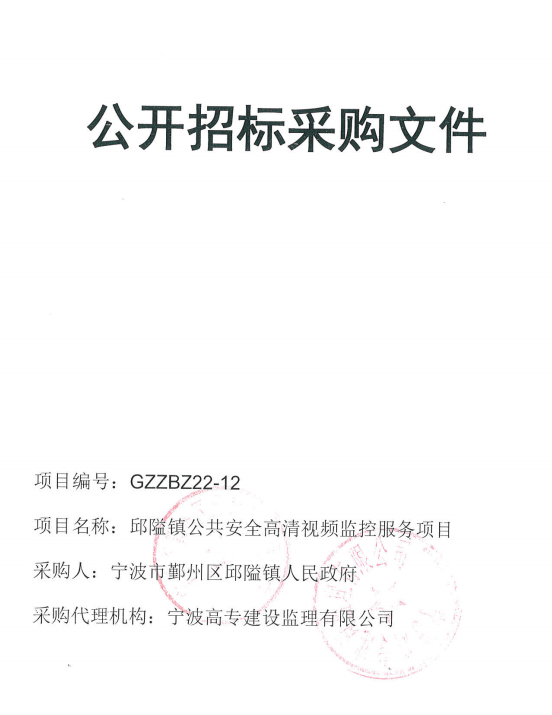 公开招标采购文件
项目编号：GZZBZ22-12
项目名称：邱隘镇公共安全高清视频监控服务项目
采购人：宁波市鄞州区邱隘镇人民政府
采购代理机构：宁波高专建设监理有限公司